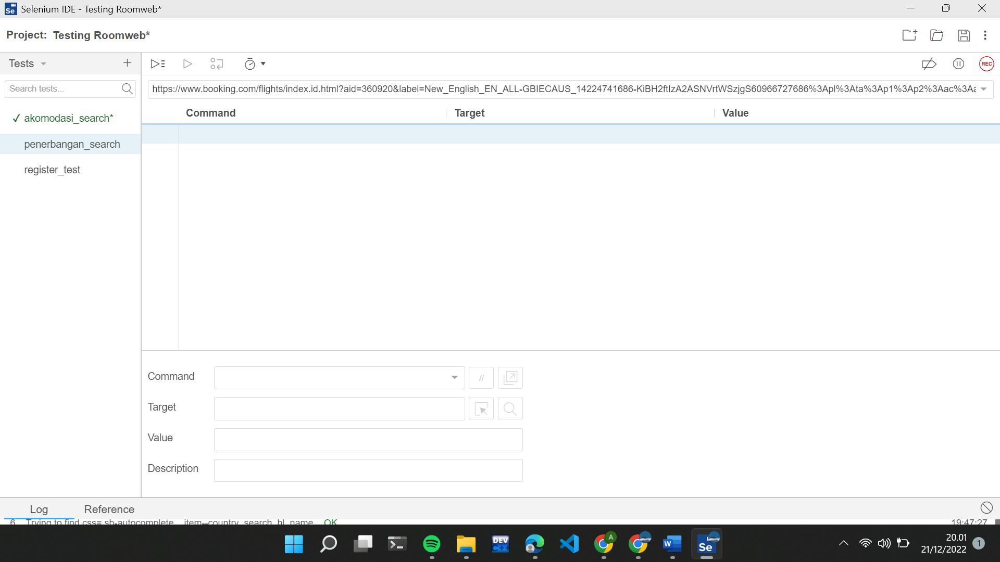 Selenium IDE - Testing Roomweb*
Project: Testing Roomweb*
Tests
REC
Search tests...
https://www.booking.com/flights/index.id.html?aid=360920&label=New_English_EN_ALL-GBIECAUS_14224741686-KiBH2ftIzA2ASNVrtWSzjgS60966727686%3Apl%3Ata%3Ap1%3Ap2%3Aac%3Aa
Command Target Value
✓ akomodasi_search*
penerbangan_search
register_test
Command
//
Target
Value
Description
Log Reference
6. Trying to find css=.sb-autocomplete__item--country .search_hl_name... OK 19:47:27
DEV
C++
A
W
Se
20.01
21/12/2022
1